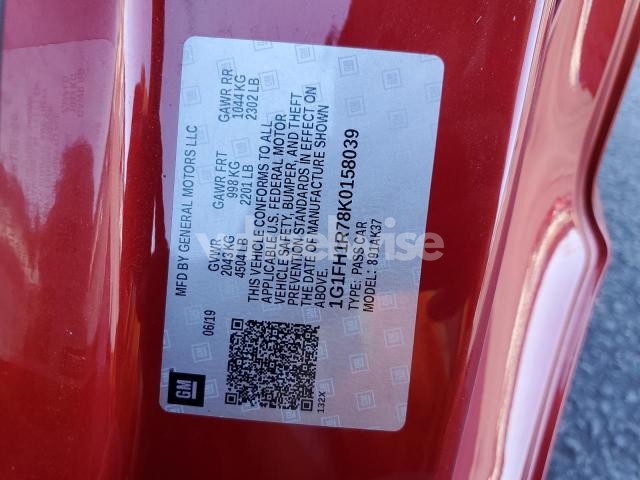 MFD BY GENERAL MOTORS LLC
06/19
GVWR GAWR FRT GAWR RR
2043 KG 998 KG 1044 KG
4504 LB 2201 LB 2302 LB
THIS VEHICLE CONFORMS TO ALL
APPLICABLE U.S. FEDERAL MOTOR
VEHICLE SAFETY, BUMPER, AND THEFT
PREVENTION STANDARDS IN EFFECT ON
THE DATE OF MANUFACTURE SHOWN
ABOVE.
1G1FH1R78K0158039
TYPE: PASS CAR
MODEL: 891AK37
GM
132X